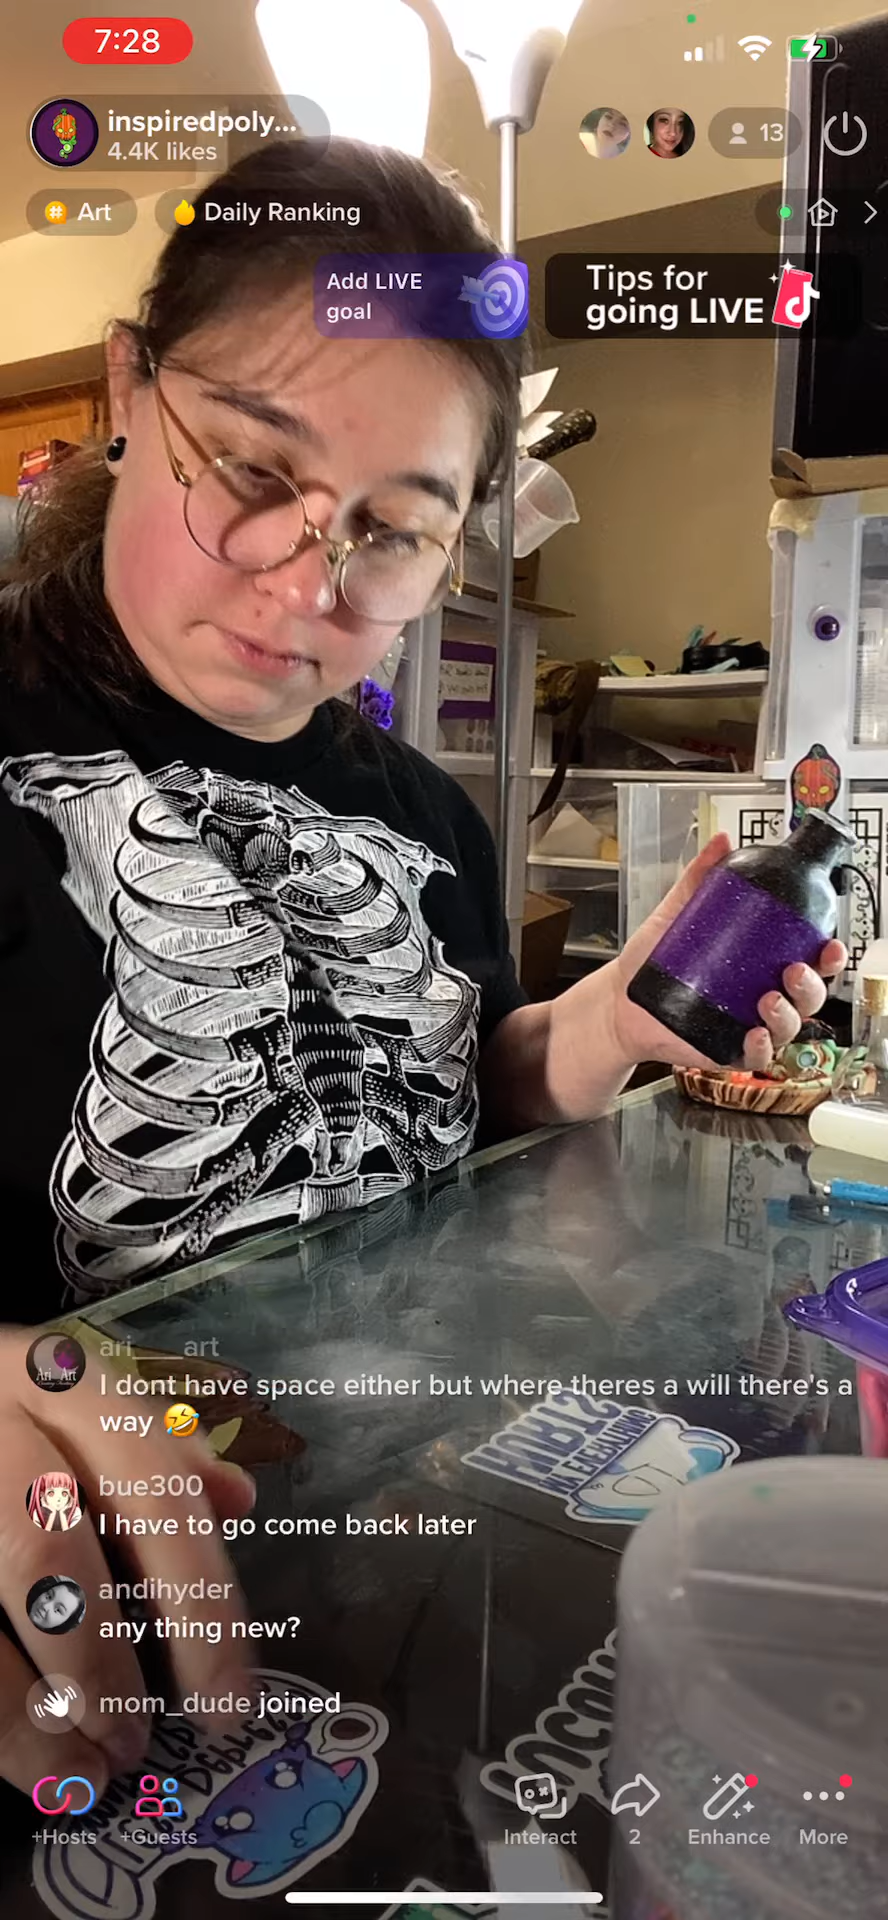 7:28
inspiredpoly...
4.4K likes
13
Art
Daily Ranking
Add LIVE
goal
Tips for
going LIVE
ari___art
I dont have space either but where theres a will there's a
way 🤣
bue300
I have to go come back later
andihyder
any thing new?
mom_dude joined
+Hosts
+Guests
Interact
2
Enhance
More